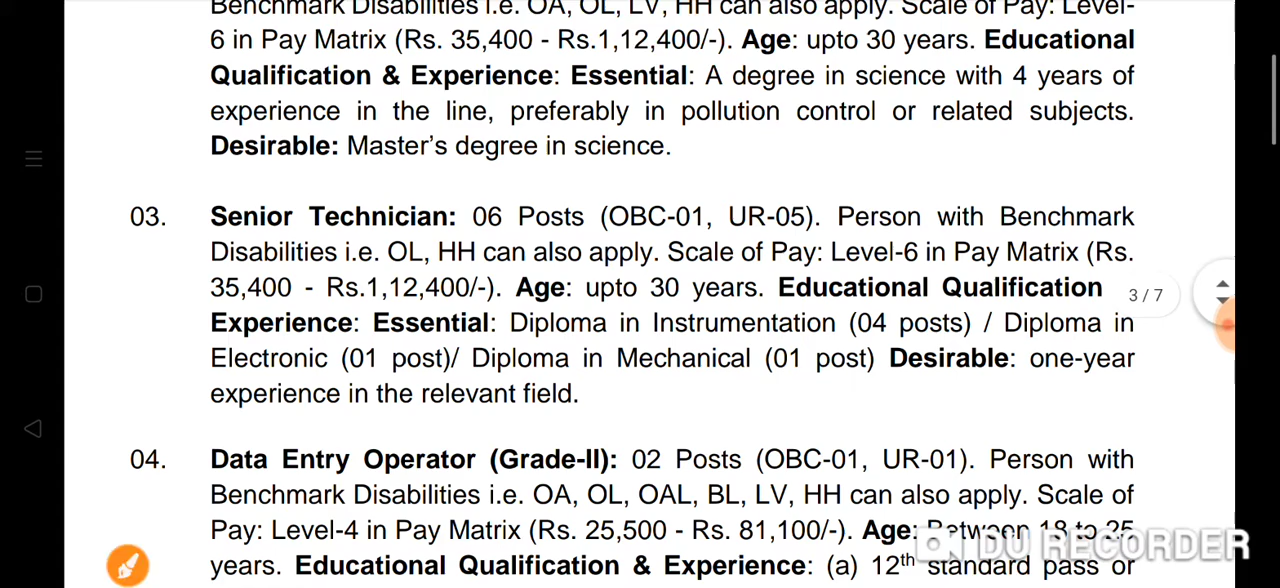 Benchmark Disabilities i.e. OA, OL, LV, HH can also apply. Scale of Pay: Level-
6 in Pay Matrix (Rs. 35,400 - Rs.1,12,400/-). Age: upto 30 years. Educational
Qualification & Experience: Essential: A degree in science with 4 years of
experience in the line, preferably in pollution control or related subjects.
Desirable: Master's degree in science.
03. Senior Technician: 06 Posts (OBC-01, UR-05). Person with Benchmark
Disabilities i.e. OL, HH can also apply. Scale of Pay: Level-6 in Pay Matrix (Rs.
35,400 - Rs.1,12,400/-). Age: upto 30 years. Educational Qualification
3 / 7
Experience: Essential: Diploma in Instrumentation (04 posts) / Diploma in
Electronic (01 post)/ Diploma in Mechanical (01 post) Desirable: one-year
experience in the relevant field.
04. Data Entry Operator (Grade-II): 02 Posts (OBC-01, UR-01). Person with
Benchmark Disabilities i.e. OA, OL, OAL, BL, LV, HH can also apply. Scale of
Pay: Level-4 in Pay Matrix (Rs. 25,500 - Rs. 81,100/-). Age: Between 18 to 25
DU RECORDER
years. Educational Qualification & Experience: (a) 12th standard pass or